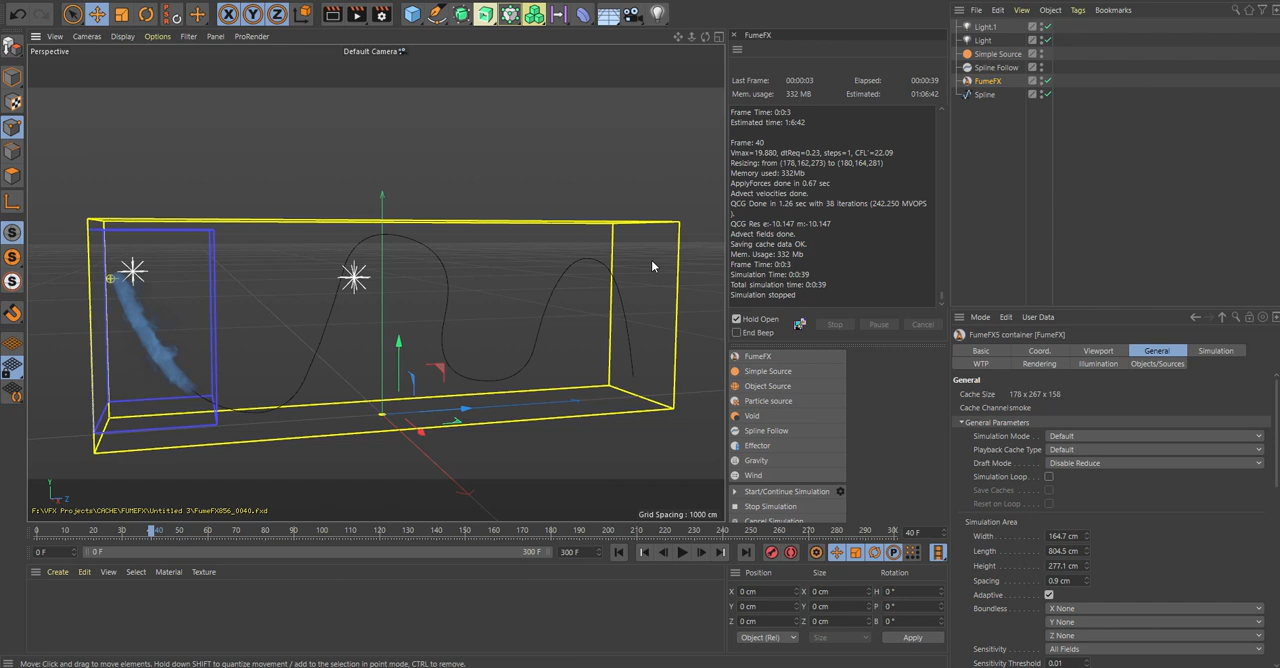 File Edit View Object Tags Bookmarks
View Cameras Display Options Filter Panel ProRender
Perspective
Default Camera
FumeFX
Last Frame: 00:00:03 Elapsed: 00:00:39
Mem. usage: 332 MB Estimated: 01:06:42
Frame Time: 0:0:3
Estimated time: 1:6:42
Frame: 40
Vmax=19.880, dtReq=0.23, steps=1, CFL'=22.09
Resizing: from (178,162,273) to (180,164,281)
Memory used: 332Mb
ApplyForces done in 0.67 sec
Advect velocities done.
QCG Done in 1.26 sec with 38 iterations (242.250 MVOPS
).
QCG Res e:-10.147 m:-10.147
Advect fields done.
Saving cache data OK.
Mem. Usage: 332 Mb
Frame Time: 0:0:3
Simulation Time: 0:0:39
Total simulation time: 0:0:39
Simulation stopped
Hold Open
End Beep
Stop Pause Cancel
FumeFX
Simple Source
Object Source
Particle source
Void
Spline Follow
Effector
Gravity
Wind
Start/Continue Simulation
Stop Simulation
Cancel Simulation
Light.1
Light
Simple Source
Spline Follow
FumeFX
Spline
Mode Edit User Data
FumeFX5 container [FumeFX]
Basic Coord. Viewport General Simulation
WTP Rendering Illumination Objects/Sources
General
Cache Size 178 x 267 x 158
Cache Channel smoke
General Parameters
Simulation Mode Default
Playback Cache Type Default
Draft Mode Disable Reduce
Simulation Loop
Save Caches
Reset on Loop
Simulation Area
Width 164.7 cm
Length 804.5 cm
Height 277.1 cm
Spacing 0.9 cm
Adaptive
Boundless X None
Y None
Z None
Sensitivity All Fields
Sensitivity Threshold 0.01
Y
Z
F:\VFX Projects\CACHE\FUMEFX\Untitled 3\FumeFX856_0040.fxd
Grid Spacing : 1000 cm
0 10 20 30 40 50 60 70 80 90 100 110 120 130 140 150 160 170 180 190 200 210 220 230 240 250 260 270 280 290 30
40 F
0 F 0 F 300 F 300 F
Create Edit View Select Material Texture
Position Size Rotation
X 0 cm X 0 cm H 0 °
Y 0 cm Y 0 cm P 0 °
Z 0 cm Z 0 cm B 0 °
Object (Rel) Size Apply
Move: Click and drag to move elements. Hold down SHIFT to quantize movement / add to the selection in point mode, CTRL to remove.